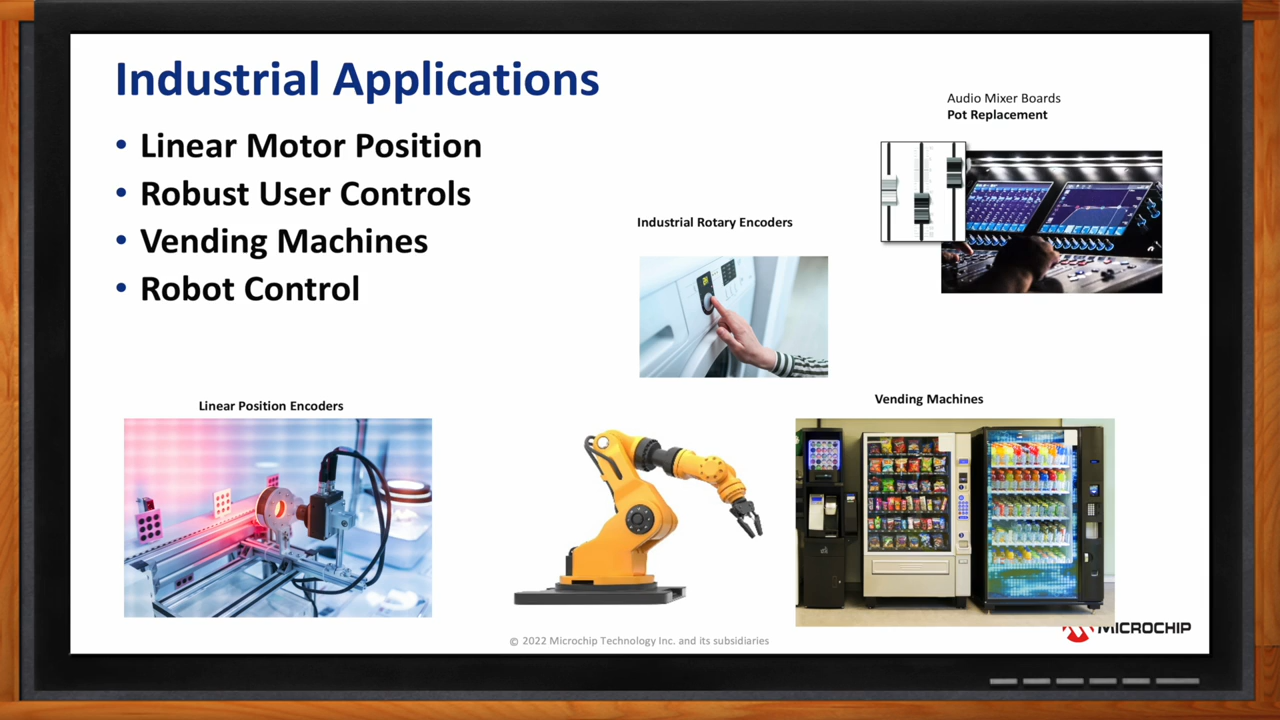 Industrial Applications
• Linear Motor Position
• Robust User Controls
• Vending Machines
• Robot Control
Audio Mixer Boards
Pot Replacement
Industrial Rotary Encoders
Linear Position Encoders
Vending Machines
MICROCHIP
© 2022 Microchip Technology Inc. and its subsidiaries